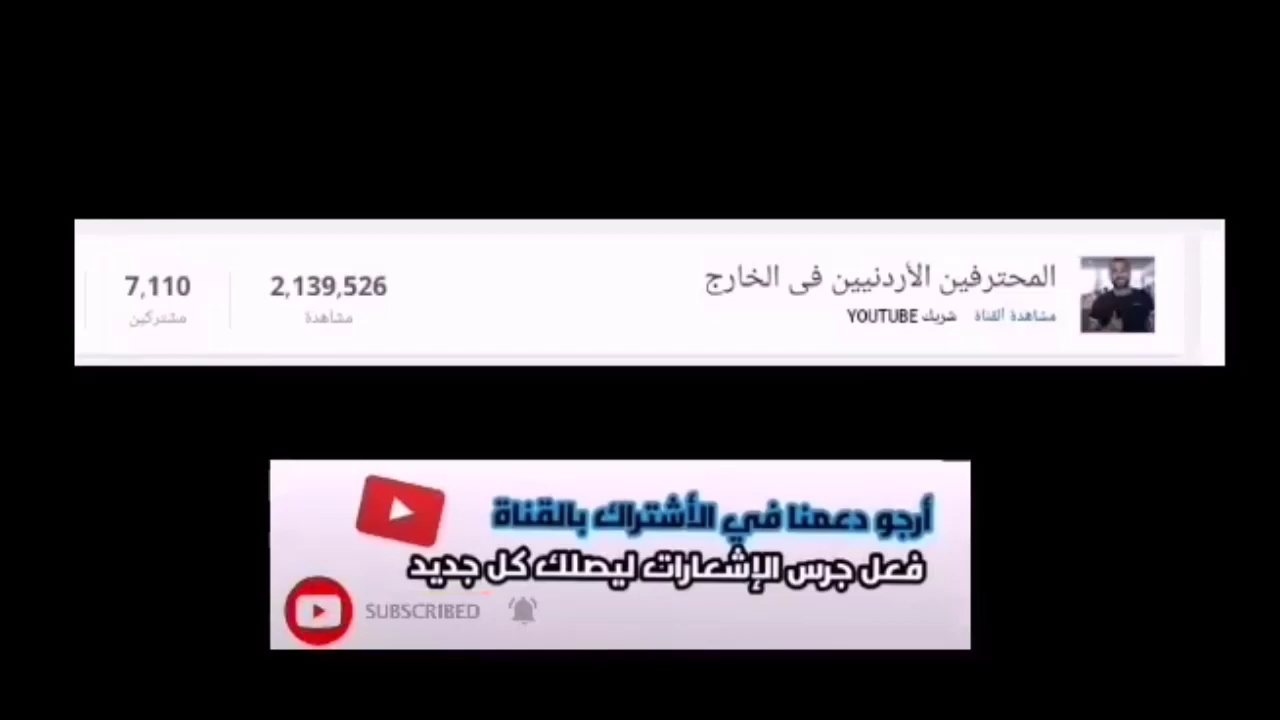 المحترفين الأردنيين فى الخارج
مشاهدة القناة شريك YOUTUBE
2,139,526
مشاهدة
7,110
مشتركين
أرجو دعمنا في الأشتراك بالقناة
فعل جرس الإشعارات ليصلك كل جديد
SUBSCRIBED